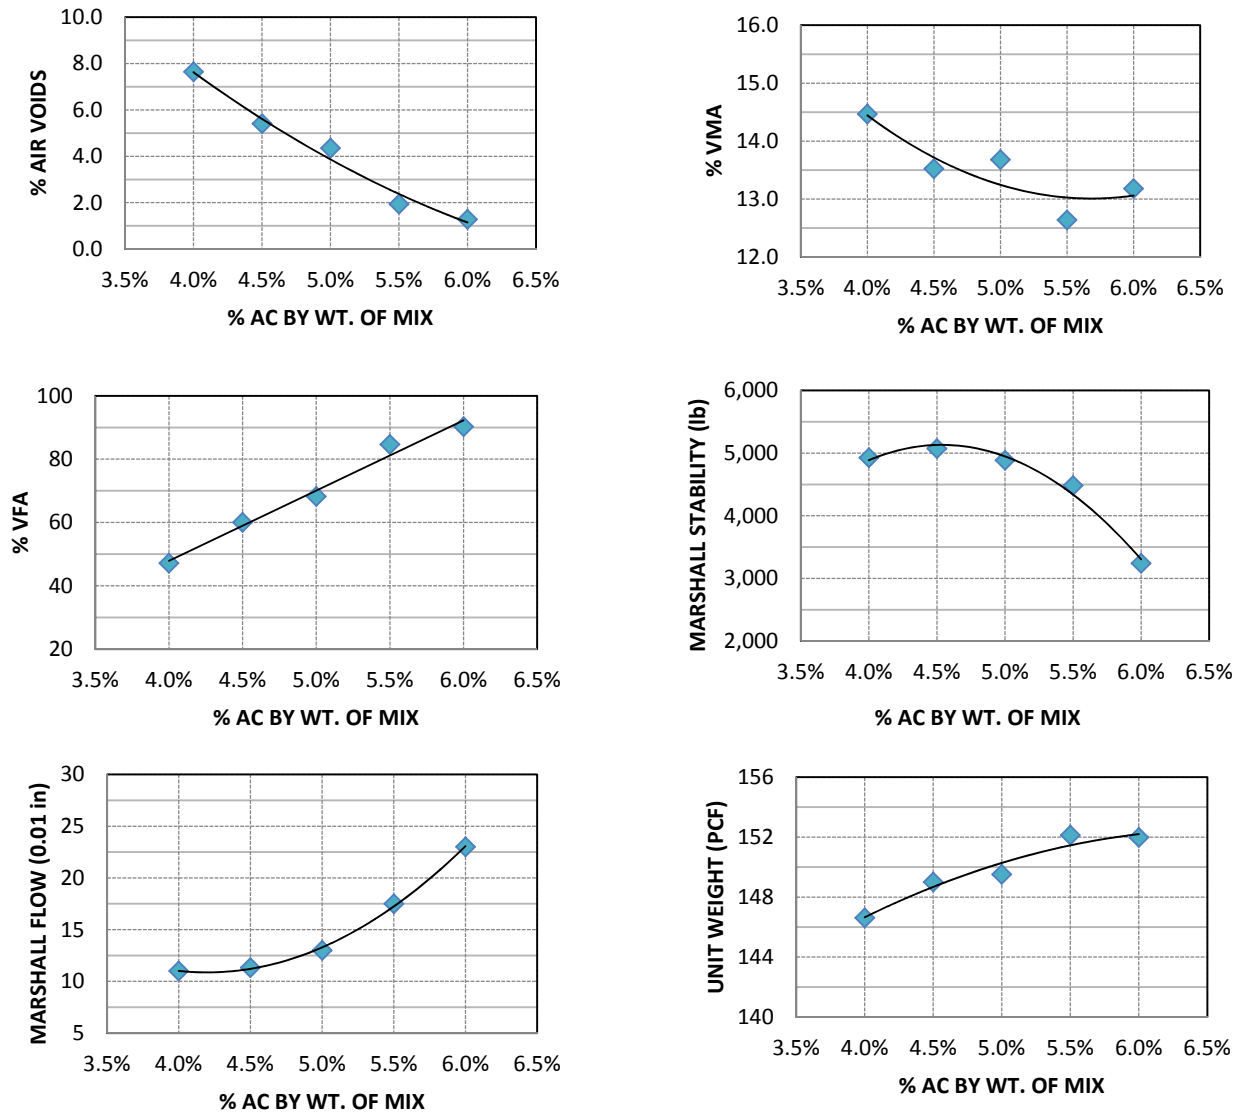 10.0
8.0
6.0
4.0
2.0
0.0
% AIR VOIDS
3.5% 4.0% 4.5% 5.0% 5.5% 6.0% 6.5%
% AC BY WT. OF MIX
16.0
15.0
14.0
13.0
12.0
% VMA
3.5% 4.0% 4.5% 5.0% 5.5% 6.0% 6.5%
% AC BY WT. OF MIX
100
80
60
40
20
% VFA
3.5% 4.0% 4.5% 5.0% 5.5% 6.0% 6.5%
% AC BY WT. OF MIX
6,000
5,000
4,000
3,000
2,000
MARSHALL STABILITY (lb)
3.5% 4.0% 4.5% 5.0% 5.5% 6.0% 6.5%
% AC BY WT. OF MIX
30
25
20
15
10
5
MARSHALL FLOW (0.01 in)
3.5% 4.0% 4.5% 5.0% 5.5% 6.0% 6.5%
% AC BY WT. OF MIX
156
152
148
144
140
UNIT WEIGHT (PCF)
3.5% 4.0% 4.5% 5.0% 5.5% 6.0% 6.5%
% AC BY WT. OF MIX